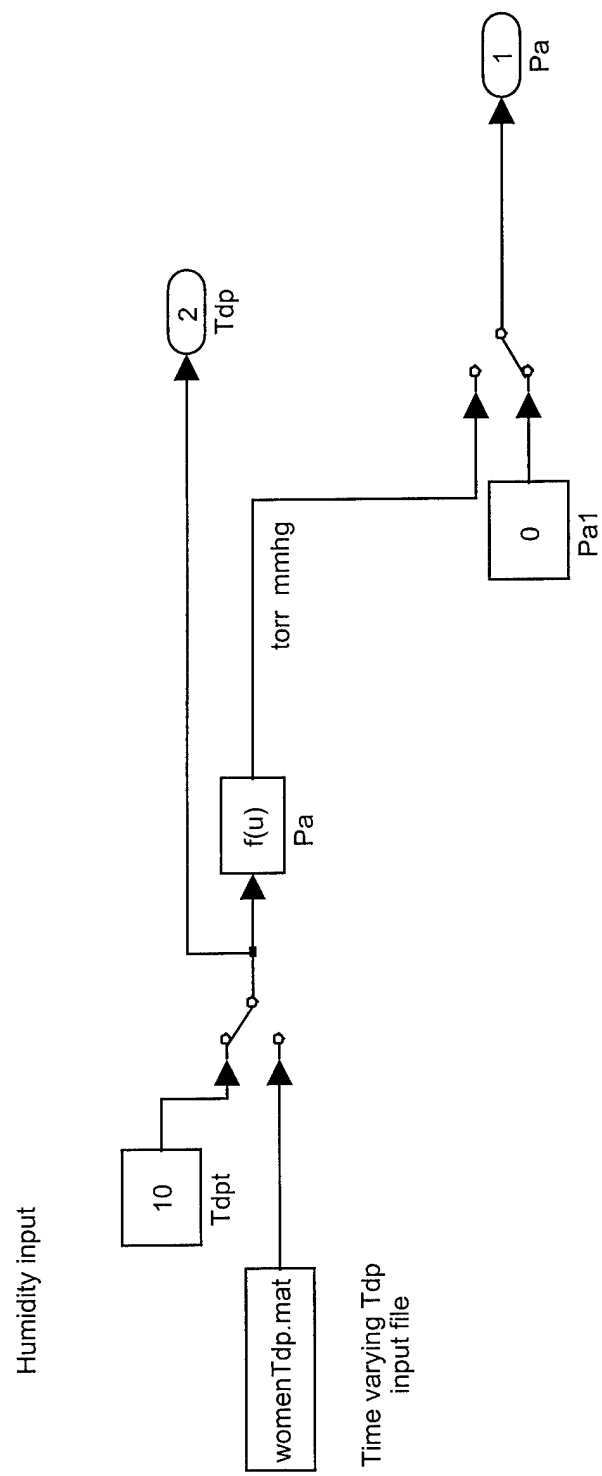 Humidity input
10
Tdpt
womenTdp.mat
Time varying Tdp
input file
2
Tdp
f(u)
Pa
torr mmhg
0
Pa1
1
Pa